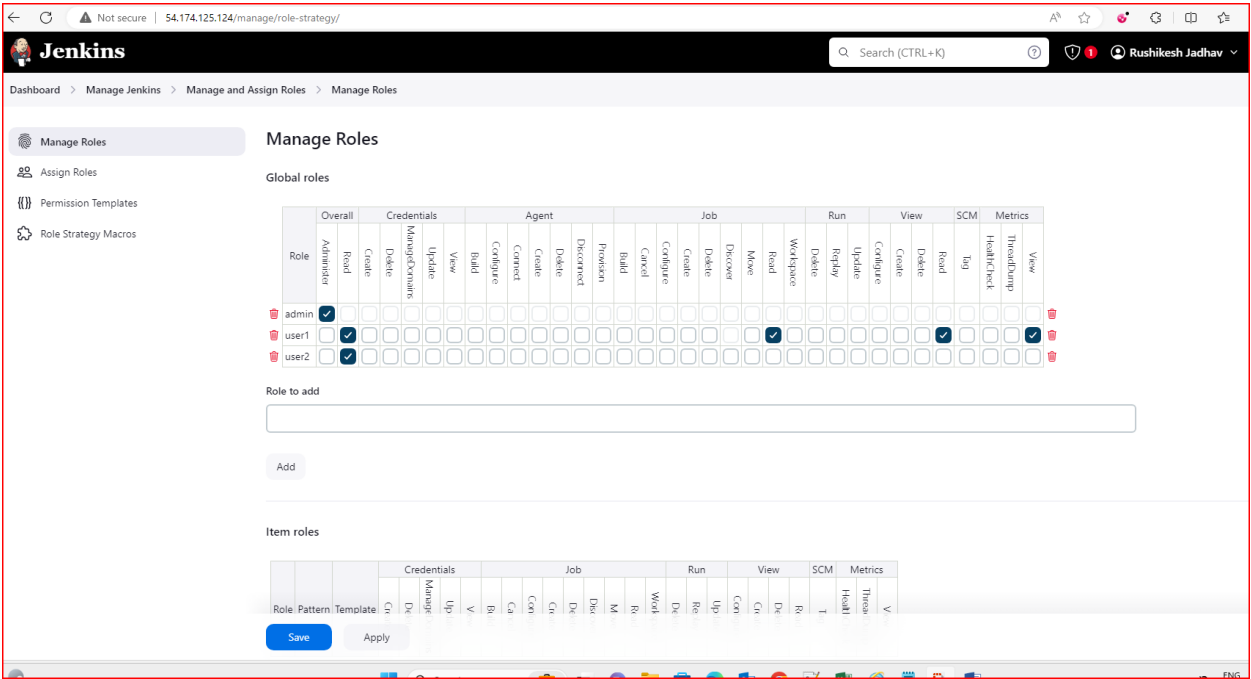 Not secure | 54.174.125.124/manage/role-strategy/
Jenkins
Search (CTRL+K)
1
Rushikesh Jadhav
Dashboard > Manage Jenkins > Manage and Assign Roles > Manage Roles
Manage Roles
Assign Roles
Permission Templates
Role Strategy Macros
Manage Roles
Global roles
Overall Credentials Agent Job Run View SCM Metrics
Role Administer Read Create Delete ManageDomains Update View Build Configure Connect Create Delete Disconnect Provision Build Cancel Configure Create Delete Discover Move Read Workspace Delete Replay Update Configure Create Delete Read Tag HealthCheck ThreadDump View
admin
user1
user2
Role to add
Add
Item roles
Credentials Job Run View SCM Metrics
Role Pattern Template
Save Apply
ENG